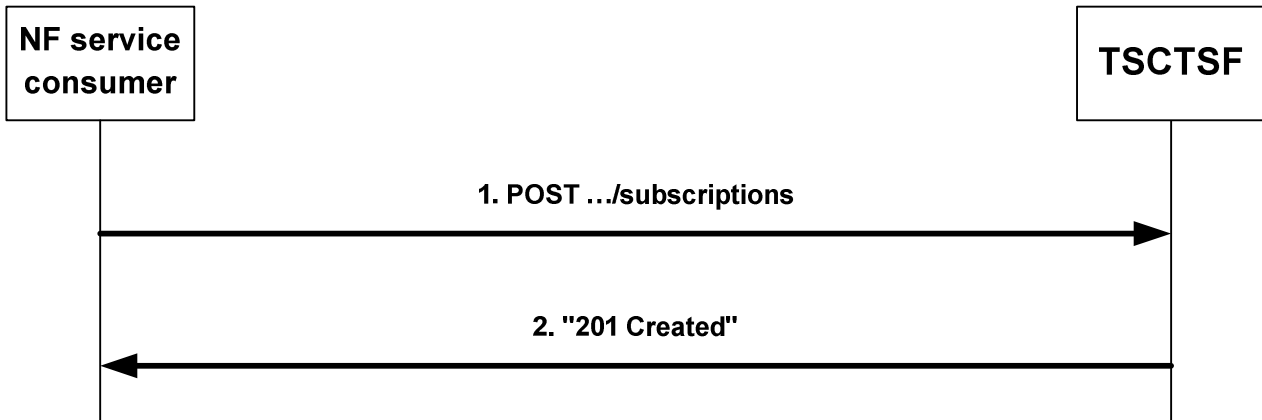 NF service
consumer
TSCTSF
1. POST …/subscriptions
2. "201 Created"